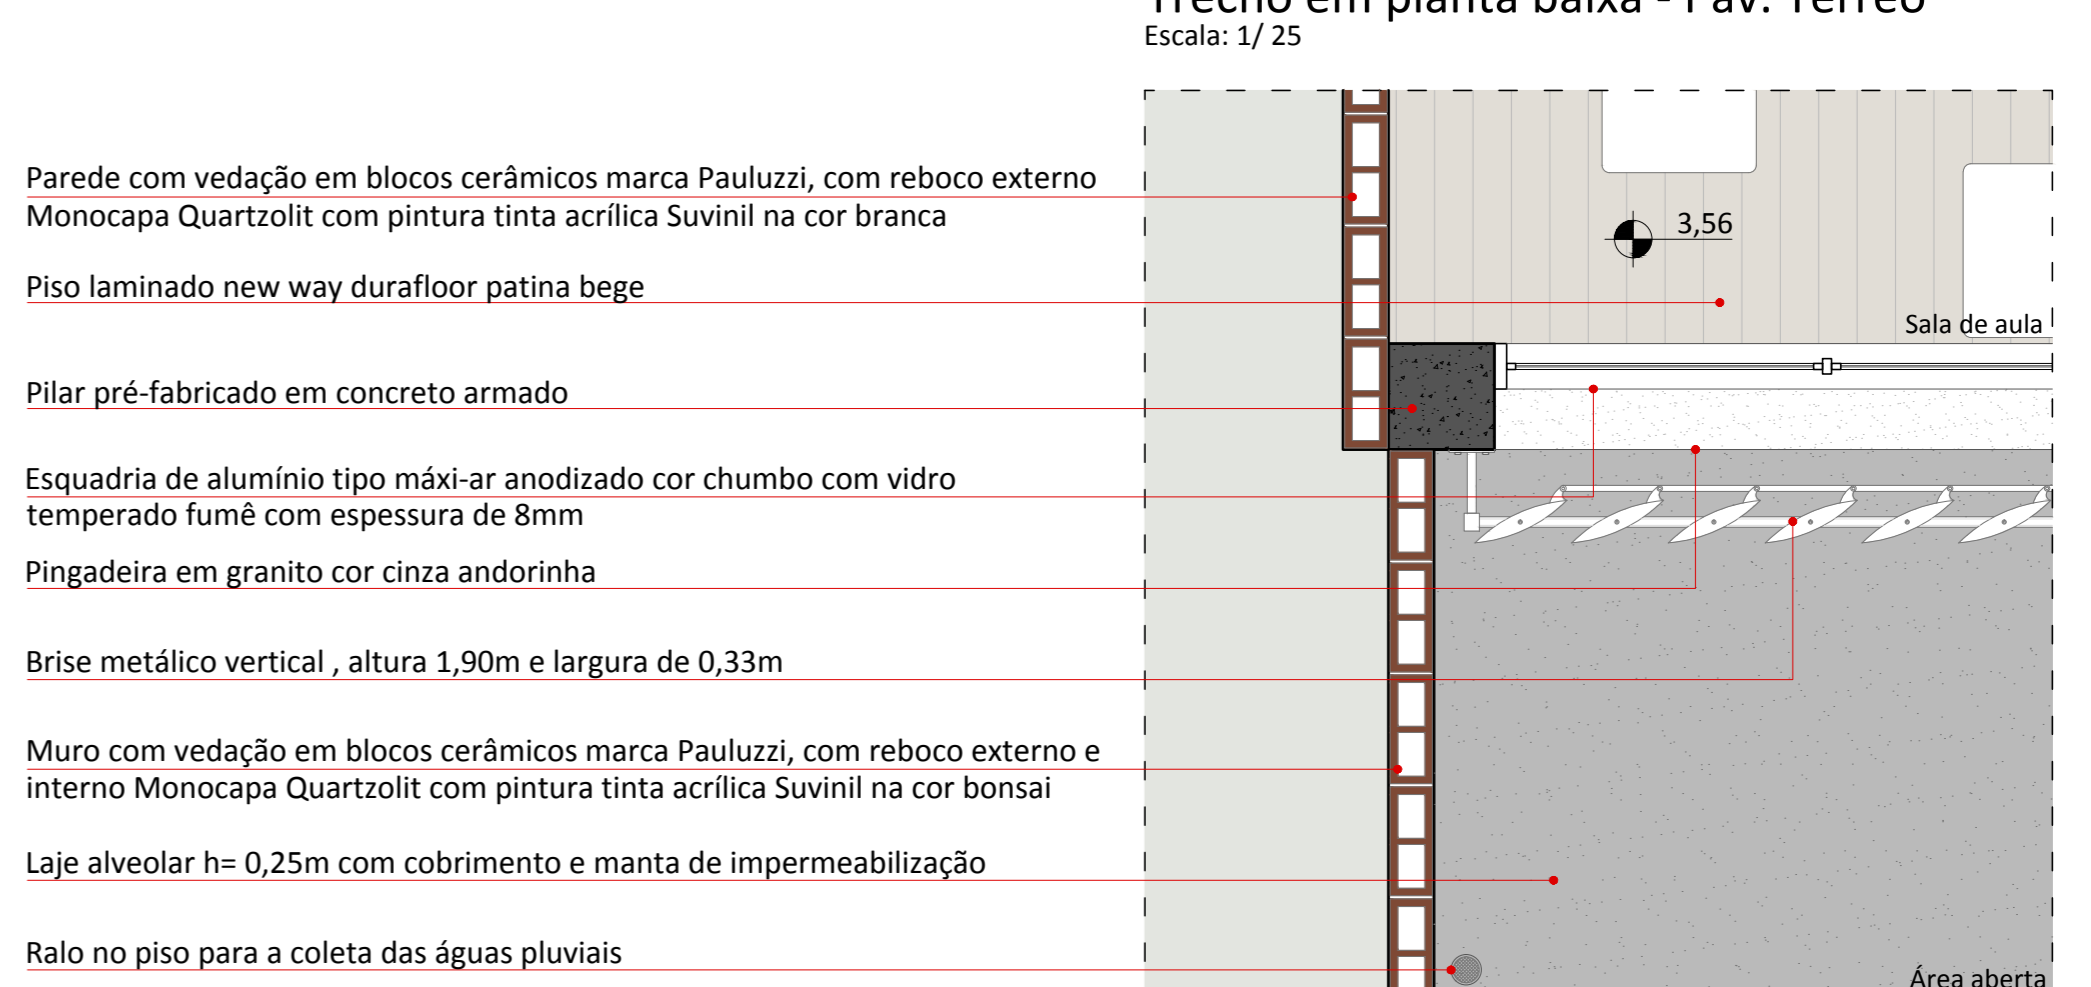 Trecho em planta baixa - Pav. Térreo
Escala: 1/ 25
Parede com vedação em blocos cerâmicos marca Pauluzzi, com reboco externo
Monocapa Quartzolit com pintura tinta acrílica Suvinil na cor branca
3,56
Piso laminado new way durafloor patina bege
Sala de aula
Pilar pré-fabricado em concreto armado
Esquadria de alumínio tipo máxi-ar anodizado cor chumbo com vidro
temperado fumê com espessura de 8mm
Pingadeira em granito cor cinza andorinha
Brise metálico vertical , altura 1,90m e largura de 0,33m
Muro com vedação em blocos cerâmicos marca Pauluzzi, com reboco externo e
interno Monocapa Quartzolit com pintura tinta acrílica Suvinil na cor bonsai
Laje alveolar h= 0,25m com cobrimento e manta de impermeabilização
Ralo no piso para a coleta das águas pluviais
Área aberta